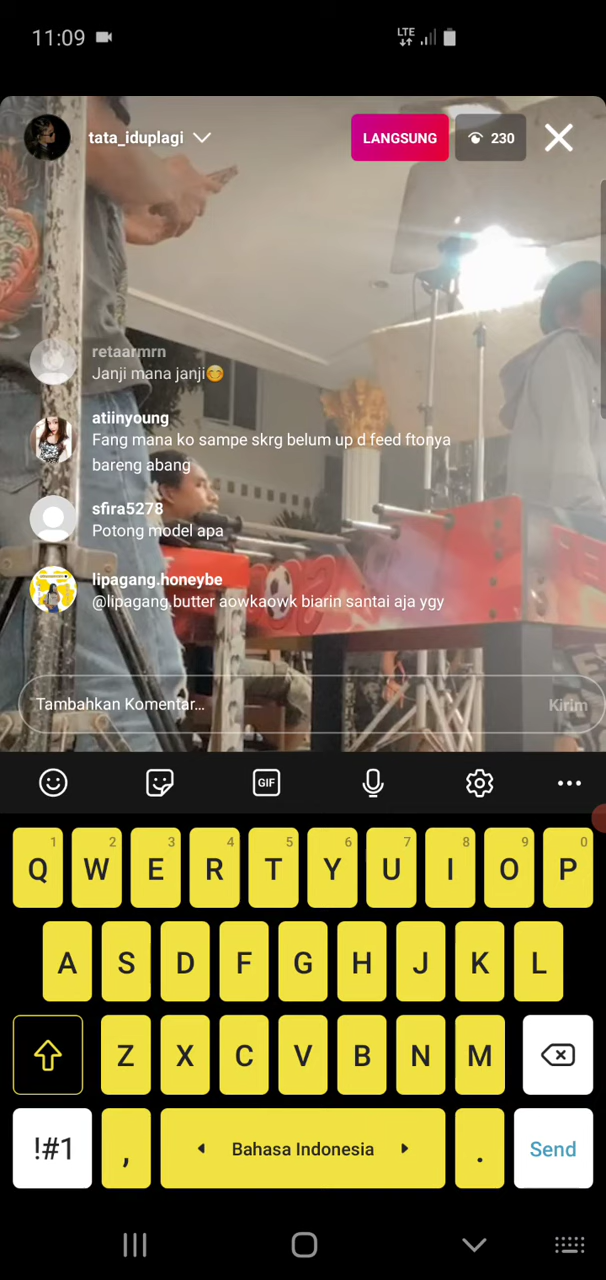 11:09
LTE
tata_iduplagi
LANGSUNG
230
retaarmrn
Janji mana janji😊
atiinyoung
Fang mana ko sampe skrg belum up d feed ftonya
bareng abang
sfira5278
Potong model apa
lipagang.honeybe
@lipagang.butter aowkaowk biarin santai aja ygy
Tambahkan Komentar...
Kirim
GIF
1 2 3 4 5 6 7 8 9 0
Q W E R T Y U I O P
A S D F G H J K L
Z X C V B N M
!#1 , Bahasa Indonesia . Send